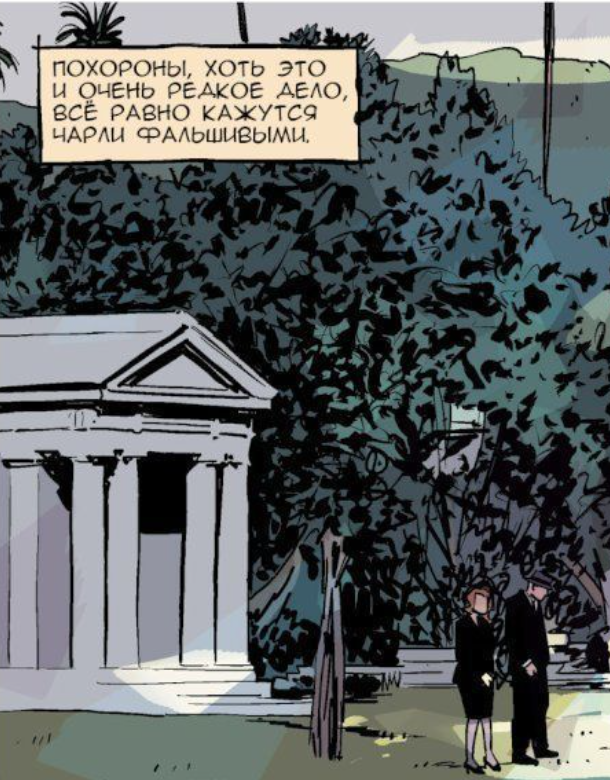 ПОХОРОНЫ, ХОТЬ ЭТО
И ОЧЕНЬ РЕДКОЕ ДЕЛО,
ВСЁ РАВНО КАЖУТСЯ
ЧАРЛИ ФАЛЬШИВЫМИ.